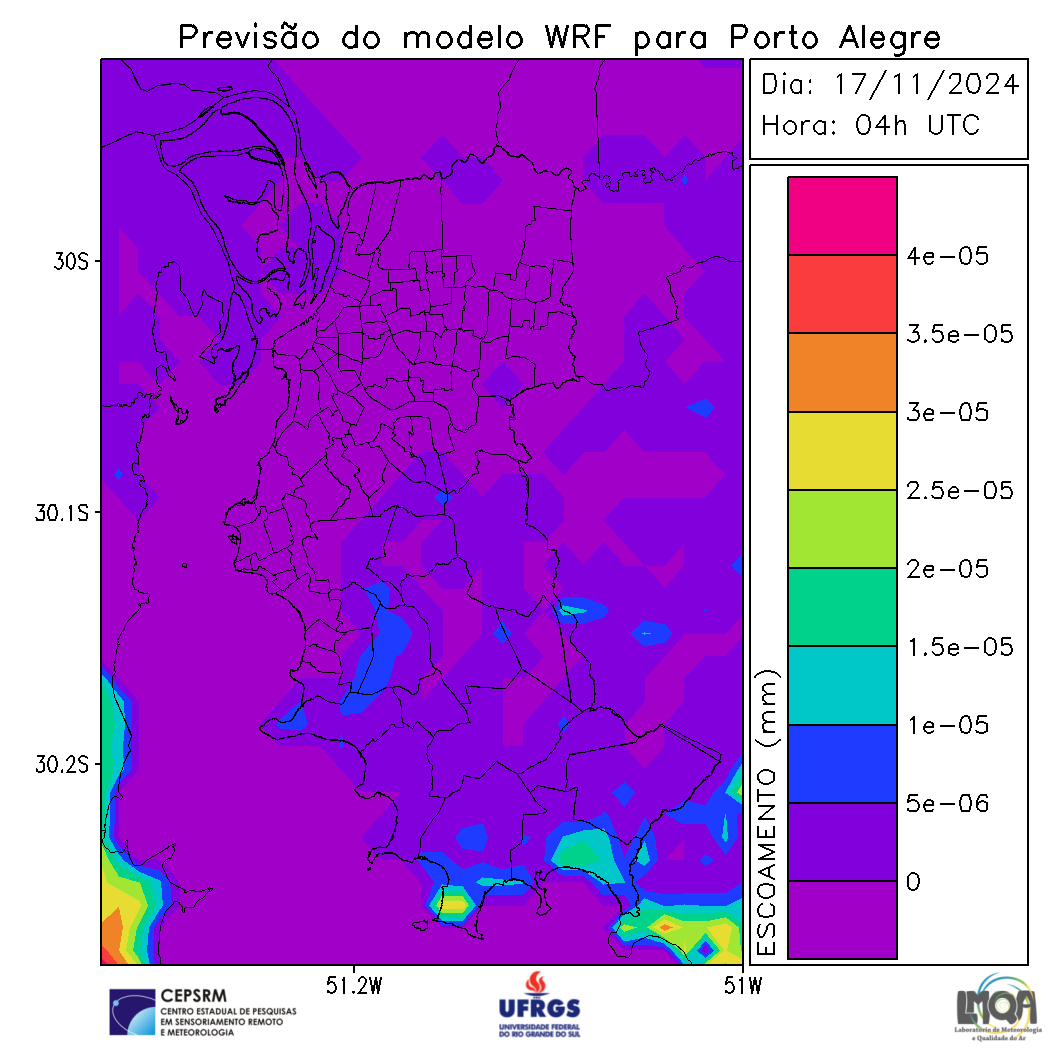 Previsão do modelo WRF para Porto Alegre
Dia: 17/11/2024
Hora: 04h UTC
30S
30.1S
30.2S
51.2W
51W
4e-05
3.5e-05
3e-05
2.5e-05
2e-05
1.5e-05
1e-05
5e-06
0
ESCOAMENTO (mm)
CEPSRM
CENTRO ESTADUAL DE PESQUISAS
EM SENSORIAMENTO REMOTO
E METEOROLOGIA
UFRGS
UNIVERSIDADE FEDERAL
DO RIO GRANDE DO SUL
LMQA
Laboratório de Meteorologia
e Qualidade do Ar